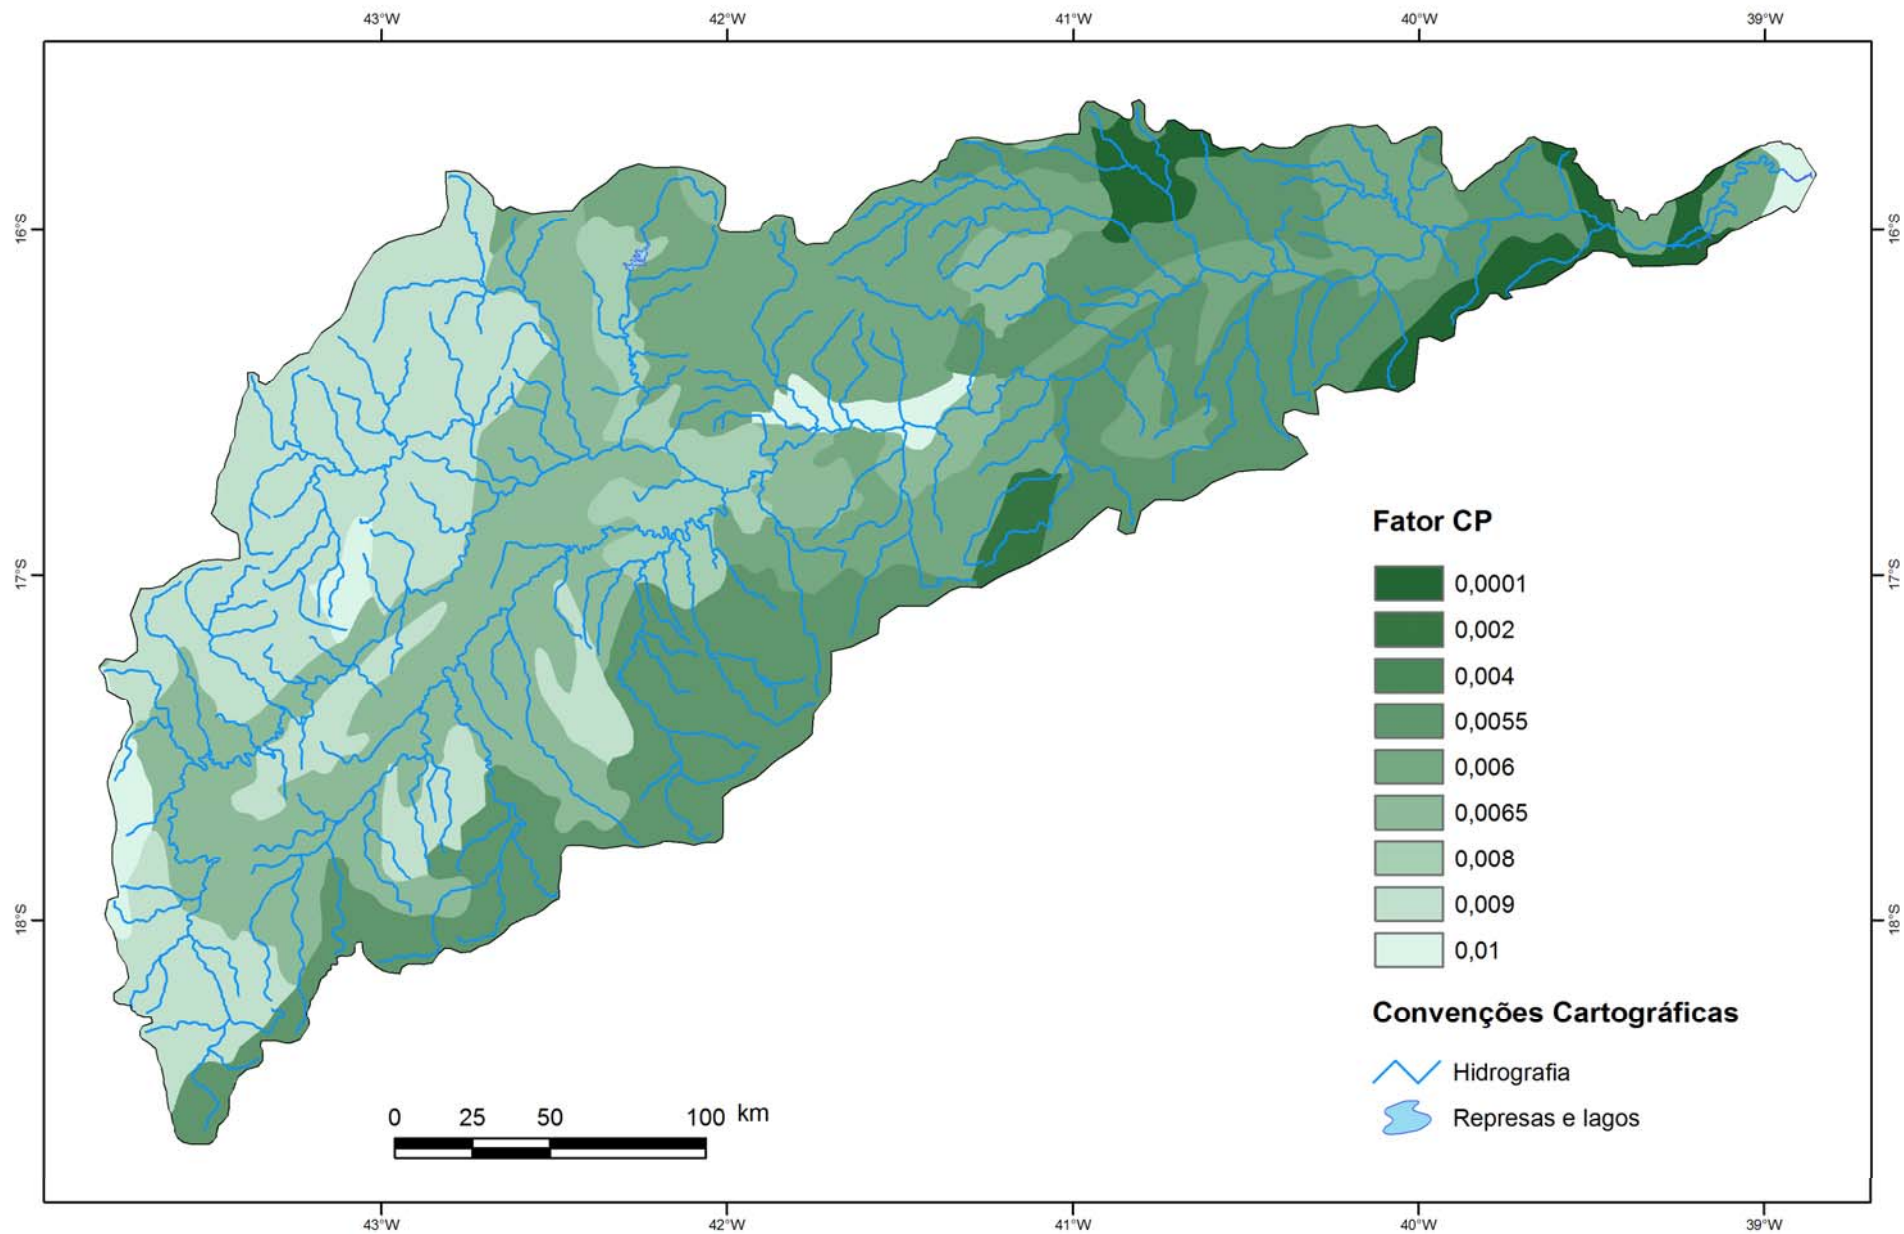 43°W 42°W 41°W 40°W 39°W
16°S 16°S
17°S 17°S
18°S 18°S
Fator CP
0,0001
0,002
0,004
0,0055
0,006
0,0065
0,008
0,009
0,01
Convenções Cartográficas
Hidrografia
Represas e lagos
0 25 50 100 km
43°W 42°W 41°W 40°W 39°W